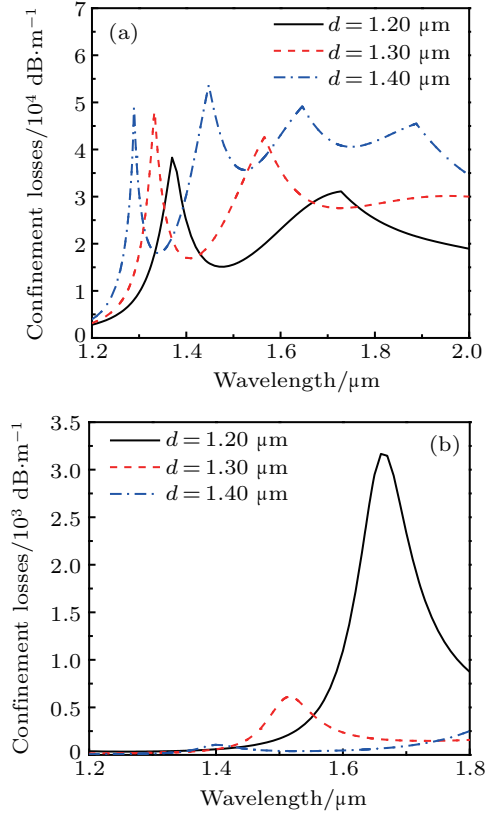 (a)
d = 1.20 µm
d = 1.30 µm
d = 1.40 µm
7
6
5
4
3
2
1
0
Confinement losses/10⁴ dB·m⁻¹
1.2 1.4 1.6 1.8 2.0
Wavelength/µm
(b)
d = 1.20 µm
d = 1.30 µm
d = 1.40 µm
3.5
3.0
2.5
2.0
1.5
1.0
0.5
0
Confinement losses/10³ dB·m⁻¹
1.2 1.4 1.6 1.8
Wavelength/µm